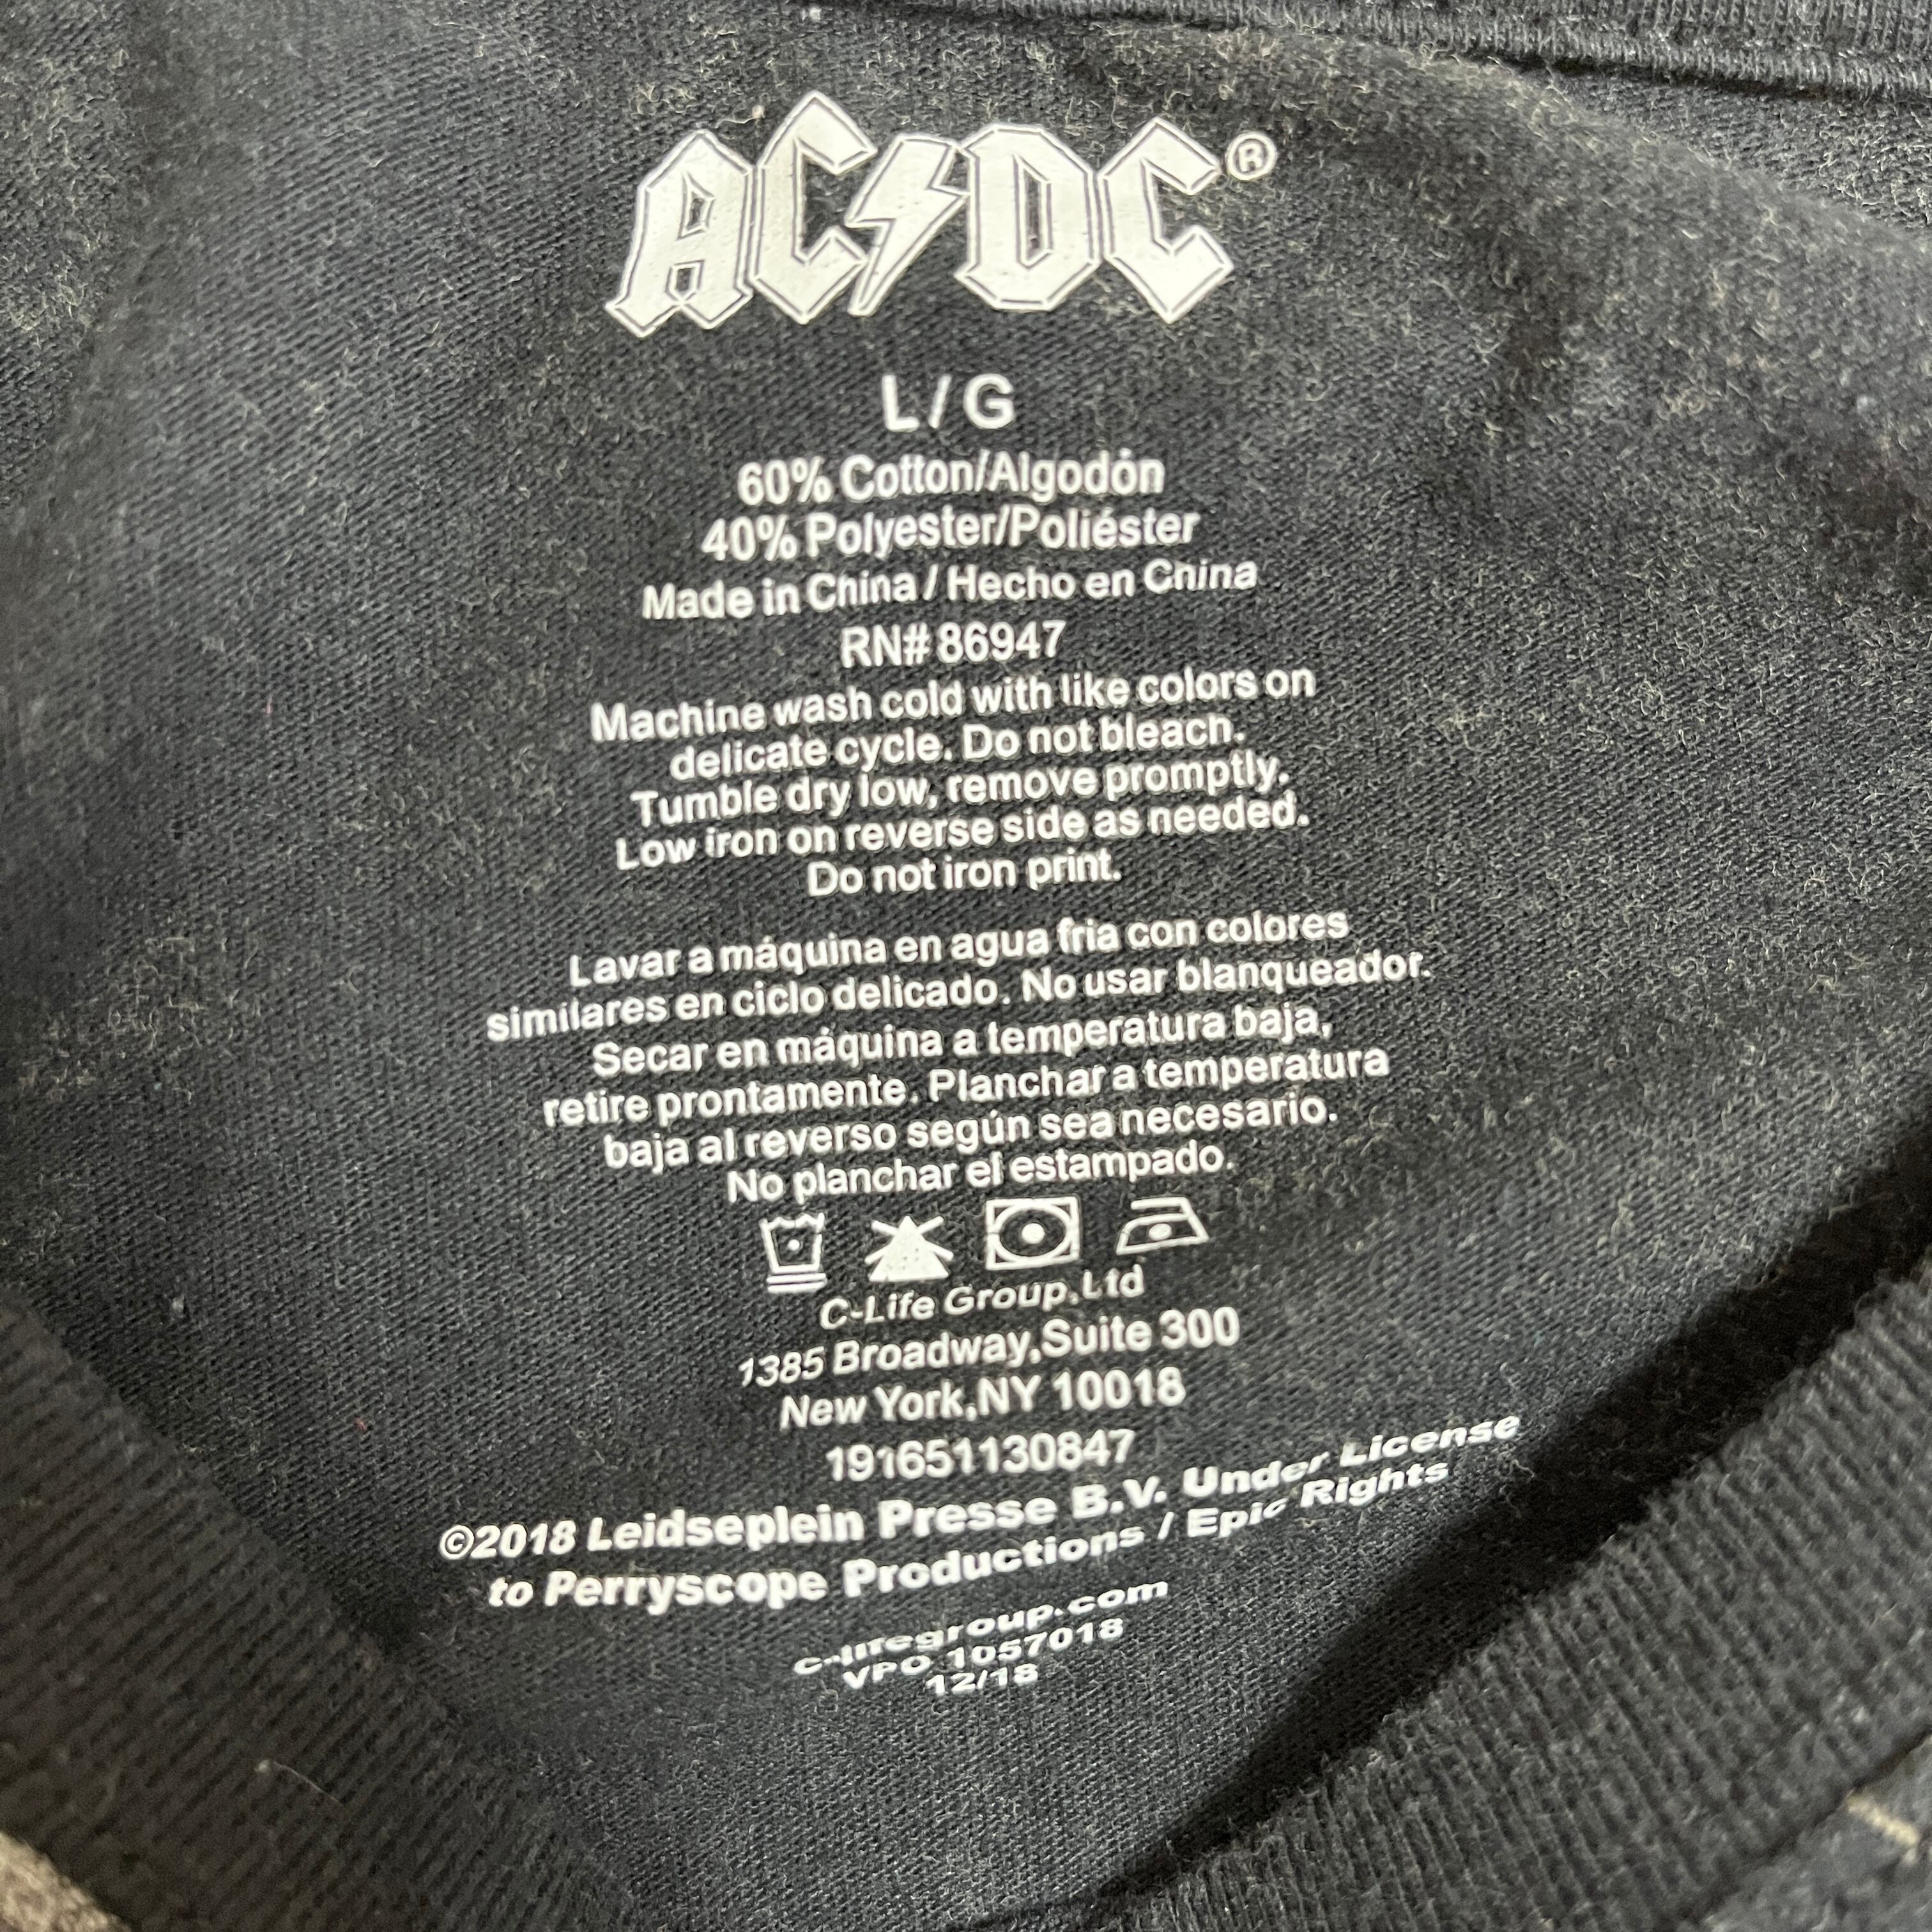 AC/DC®
L / G
60% Cotton/Algodón
40% Polyester/Poliéster
Made in China / Hecho en China
RN# 86947
Machine wash cold with like colors on
delicate cycle. Do not bleach.
Tumble dry low, remove promptly.
Low iron on reverse side as needed.
Do not iron print.
Lavar a máquina en agua fria con colores
similares en ciclo delicado. No usar blanqueador.
Secar en máquina a temperatura baja,
retire prontamente. Planchar a temperatura
baja al reverso según sea necesario.
No planchar el estampado.
C-Life Group,Ltd
1385 Broadway,Suite 300
New York,NY 10018
191651130847
©2018 Leidseplein Presse B.V. Under License
to Perryscope Productions / Epic Rights
c-lifegroup.com
VPO 1057018
12/18